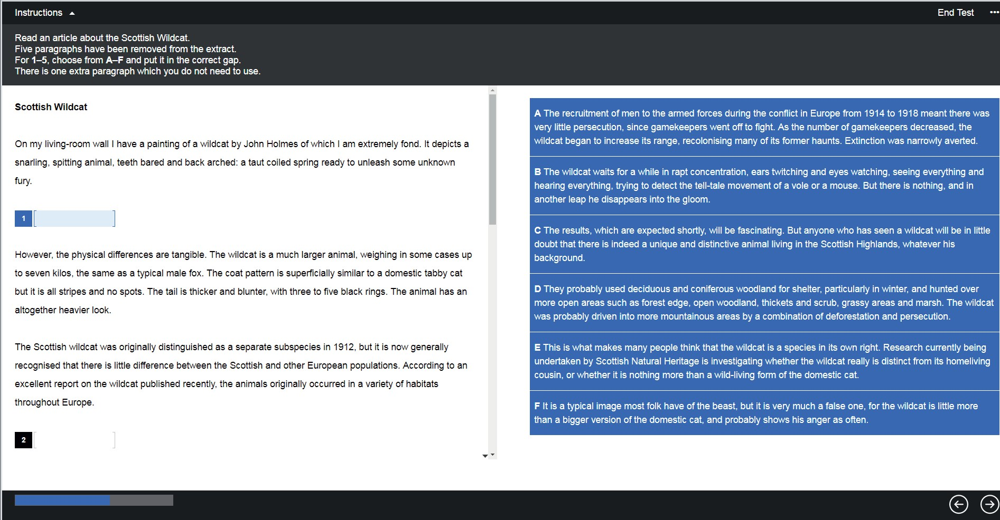 Instructions
End Test
Read an article about the Scottish Wildcat.
Five paragraphs have been removed from the extract.
For 1–5, choose from A–F and put it in the correct gap.
There is one extra paragraph which you do not need to use.
Scottish Wildcat
On my living-room wall I have a painting of a wildcat by John Holmes of which I am extremely fond. It depicts a
snarling, spitting animal, teeth bared and back arched: a taut coiled spring ready to unleash some unknown
fury.
1
However, the physical differences are tangible. The wildcat is a much larger animal, weighing in some cases up
to seven kilos, the same as a typical male fox. The coat pattern is superficially similar to a domestic tabby cat
but it is all stripes and no spots. The tail is thicker and blunter, with three to five black rings. The animal has an
altogether heavier look.
The Scottish wildcat was originally distinguished as a separate subspecies in 1912, but it is now generally
recognised that there is little difference between the Scottish and other European populations. According to an
excellent report on the wildcat published recently, the animals originally occurred in a variety of habitats
throughout Europe.
2
A The recruitment of men to the armed forces during the conflict in Europe from 1914 to 1918 meant there was
very little persecution, since gamekeepers went off to fight. As the number of gamekeepers decreased, the
wildcat began to increase its range, recolonising many of its former haunts. Extinction was narrowly averted.
B The wildcat waits for a while in rapt concentration, ears twitching and eyes watching, seeing everything and
hearing everything, trying to detect the tell-tale movement of a vole or a mouse. But there is nothing, and in
another leap he disappears into the gloom.
C The results, which are expected shortly, will be fascinating. But anyone who has seen a wildcat will be in little
doubt that there is indeed a unique and distinctive animal living in the Scottish Highlands, whatever his
background.
D They probably used deciduous and coniferous woodland for shelter, particularly in winter, and hunted over
more open areas such as forest edge, open woodland, thickets and scrub, grassy areas and marsh. The wildcat
was probably driven into more mountainous areas by a combination of deforestation and persecution.
E This is what makes many people think that the wildcat is a species in its own right. Research currently being
undertaken by Scottish Natural Heritage is investigating whether the wildcat really is distinct from its homeliving
cousin, or whether it is nothing more than a wild-living form of the domestic cat.
F It is a typical image most folk have of the beast, but it is very much a false one, for the wildcat is little more
than a bigger version of the domestic cat, and probably shows his anger as often.